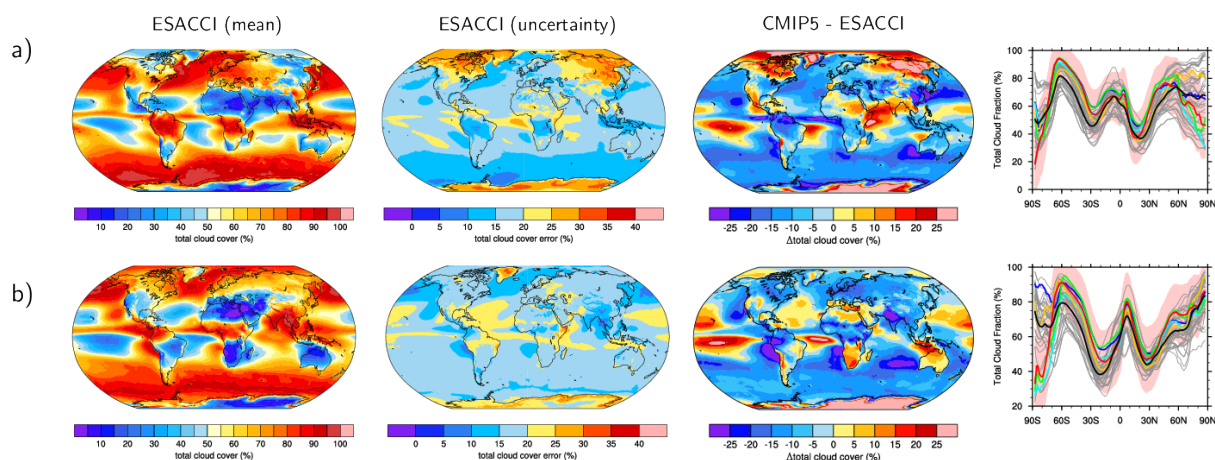 ESACCI (mean)
ESACCI (uncertainty)
CMIP5 - ESACCI
a)
10 20 30 40 50 60 70 80 90 100
total cloud cover (%)
0 5 10 15 20 25 30 35 40
total cloud cover error (%)
-25 -20 -15 -10 -5 0 5 10 15 20 25
Δtotal cloud cover (%)
Total Cloud Fraction (%)
100
80
60
40
20
0
90S 60S 30S 0 30N 60N 90N
b)
10 20 30 40 50 60 70 80 90 100
total cloud cover (%)
0 5 10 15 20 25 30 35 40
total cloud cover error (%)
-25 -20 -15 -10 -5 0 5 10 15 20 25
Δtotal cloud cover (%)
Total Cloud Fraction (%)
100
80
60
40
20
90S 60S 30S 0 30N 60N 90N